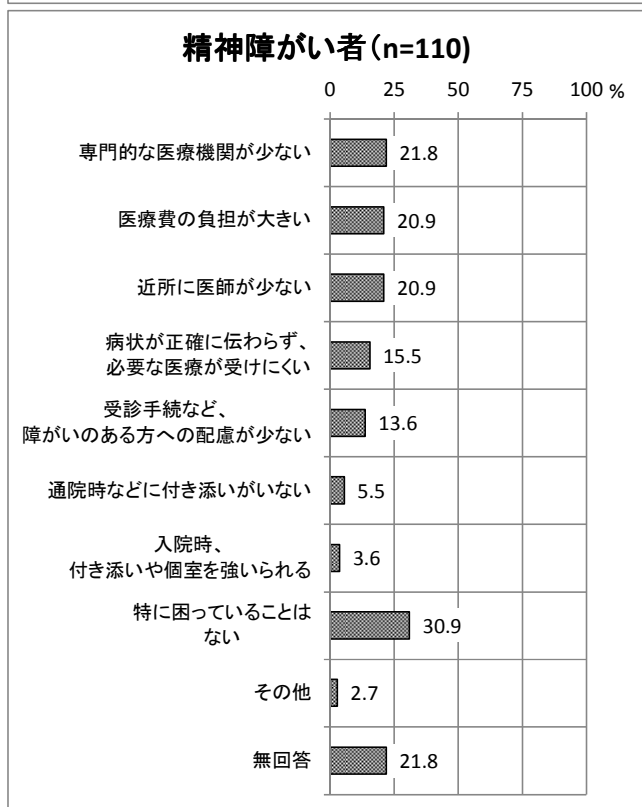 精神障がい者(n=110)
0 25 50 75 100 %
専門的な医療機関が少ない 21.8
医療費の負担が大きい 20.9
近所に医師が少ない 20.9
病状が正確に伝わらず、
必要な医療が受けにくい 15.5
受診手続など、
障がいのある方への配慮が少ない 13.6
通院時などに付き添いがいない 5.5
入院時、
付き添いや個室を強いられる 3.6
特に困っていることは
ない 30.9
その他 2.7
無回答 21.8